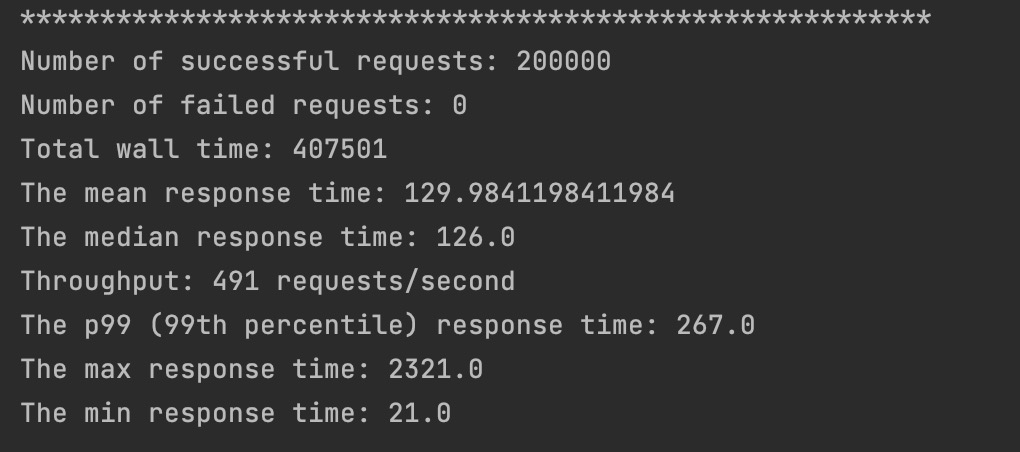 *********************************************************
Number of successful requests: 200000
Number of failed requests: 0
Total wall time: 407501
The mean response time: 129.9841198411984
The median response time: 126.0
Throughput: 491 requests/second
The p99 (99th percentile) response time: 267.0
The max response time: 2321.0
The min response time: 21.0